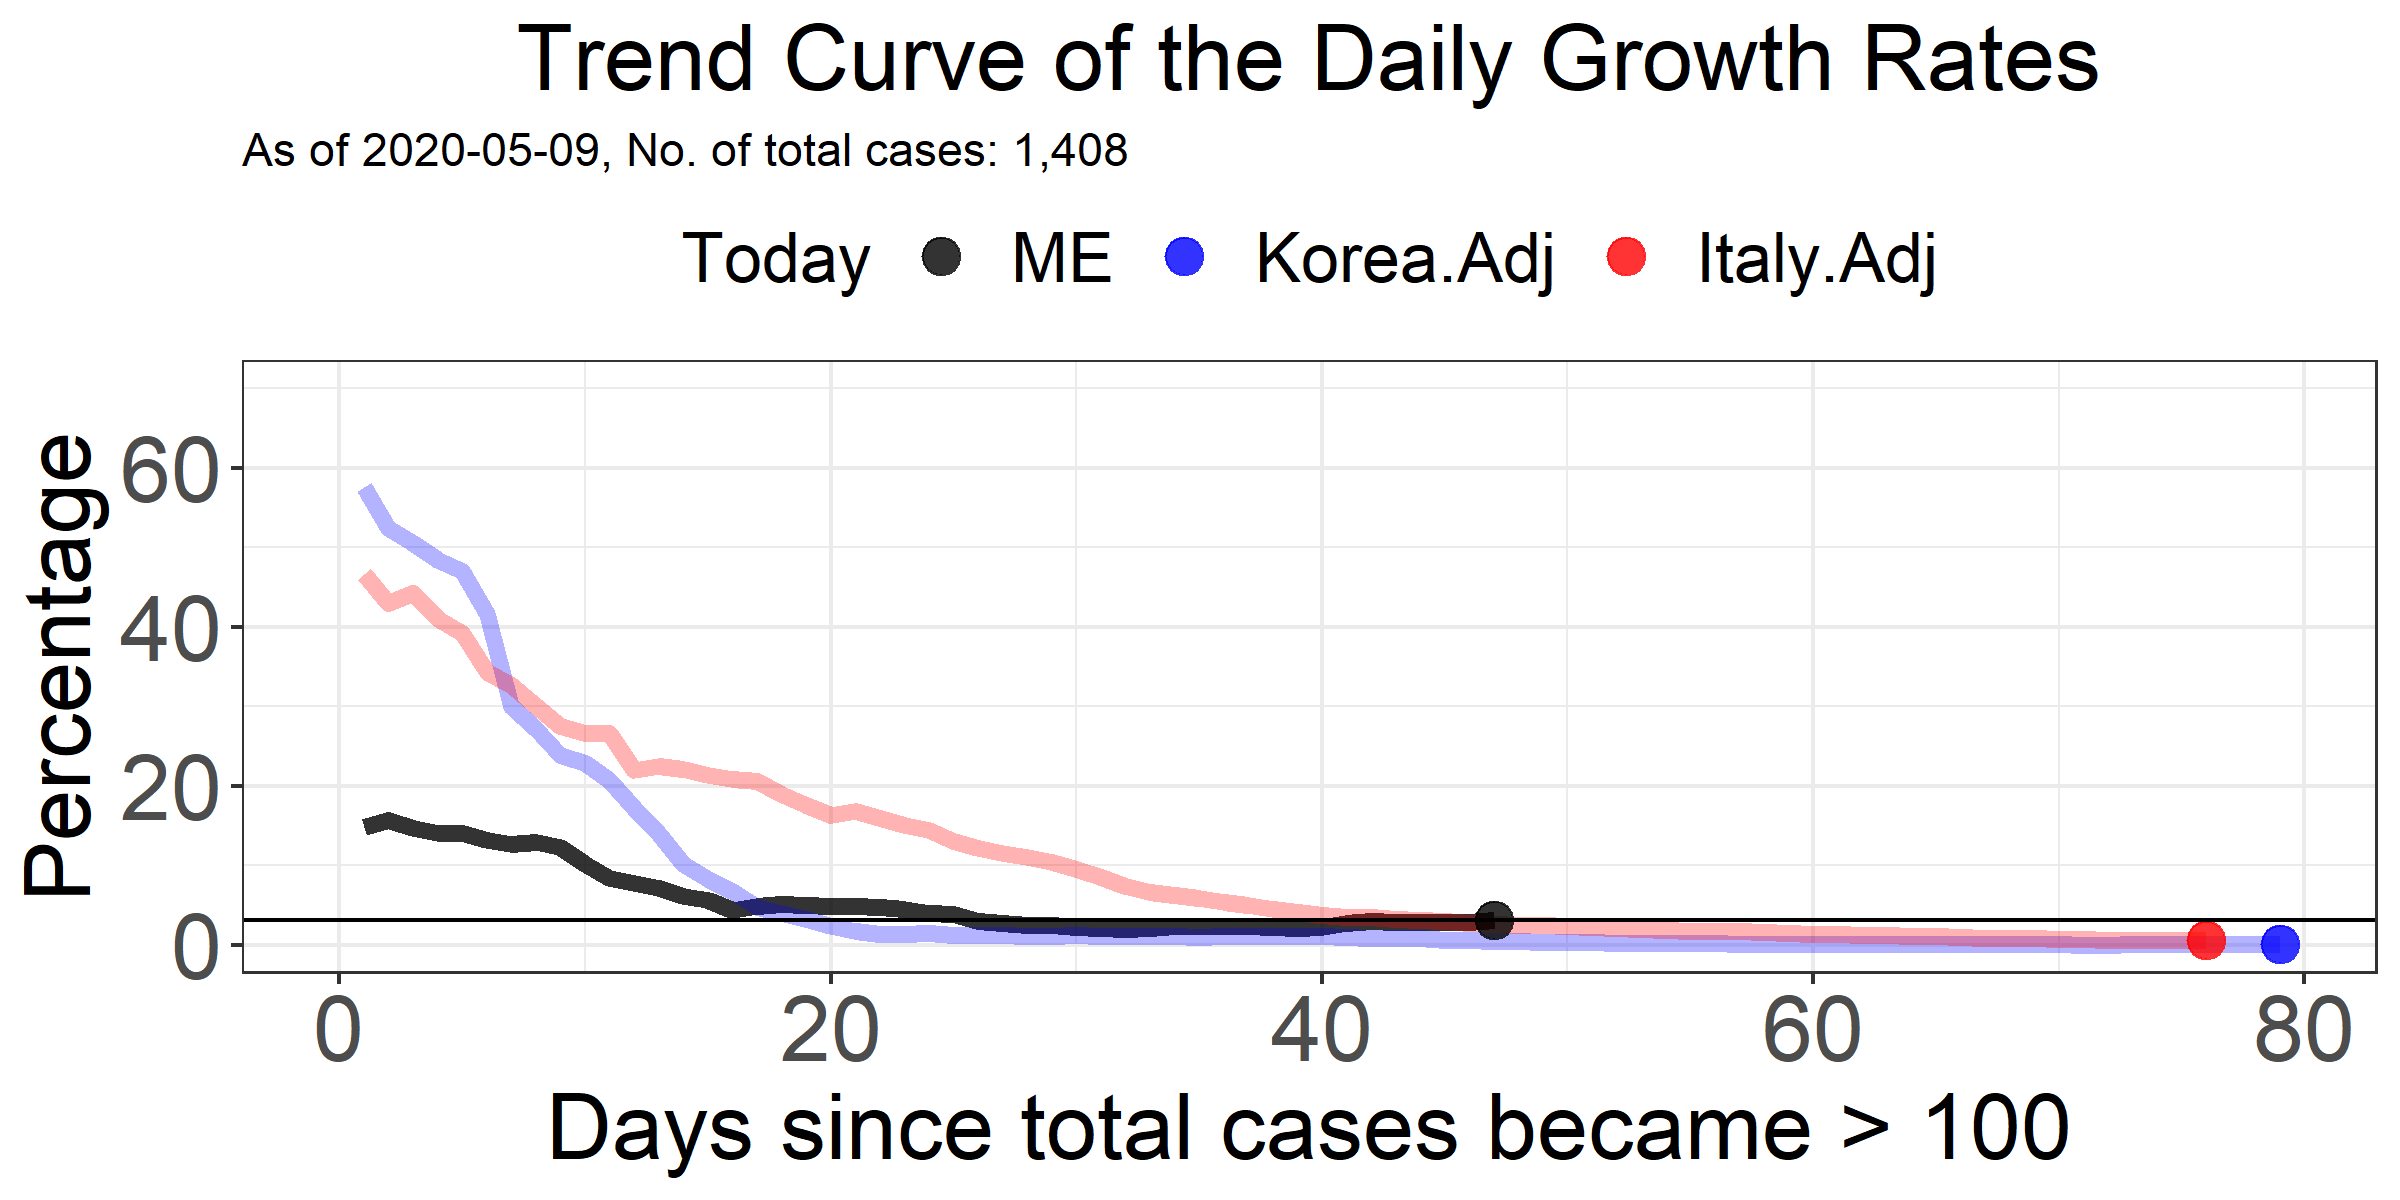 Trend Curve of the Daily Growth Rates
As of 2020-05-09, No. of total cases: 1,408
Today ME Korea.Adj Italy.Adj
Percentage
60
40
20
0
0 20 40 60 80
Days since total cases became > 100